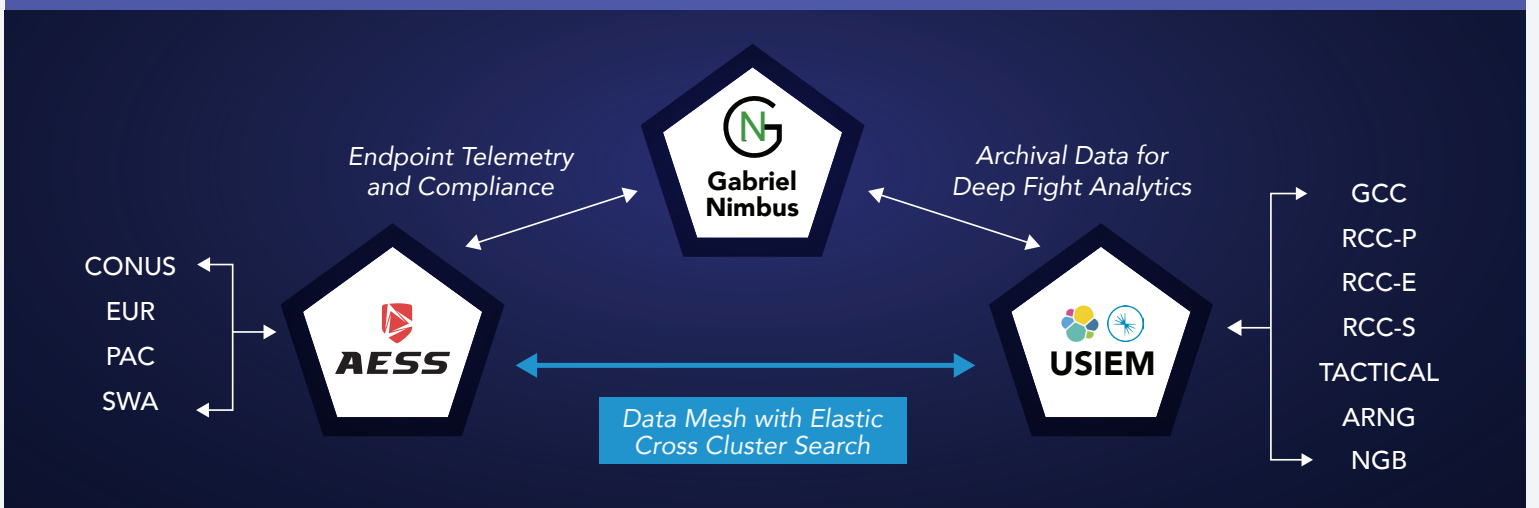 GN
Gabriel
Nimbus
Endpoint Telemetry
and Compliance
Archival Data for
Deep Fight Analytics
CONUS
EUR
PAC
SWA
AESS
USIEM
Data Mesh with Elastic
Cross Cluster Search
GCC
RCC-P
RCC-E
RCC-S
TACTICAL
ARNG
NGB